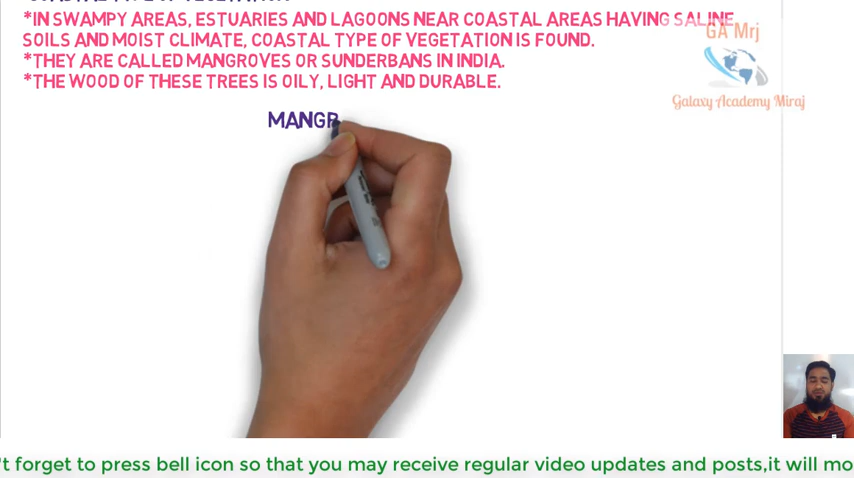 *IN SWAMPY AREAS, ESTUARIES AND LAGOONS NEAR COASTAL AREAS HAVING SALINE
SOILS AND MOIST CLIMATE, COASTAL TYPE OF VEGETATION IS FOUND.
*THEY ARE CALLED MANGROVES OR SUNDERBANS IN INDIA.
*THE WOOD OF THESE TREES IS OILY, LIGHT AND DURABLE.
GA Mrj
Galaxy Academy Miraj
MANGR
't forget to press bell icon so that you may receive regular video updates and posts,it will mo